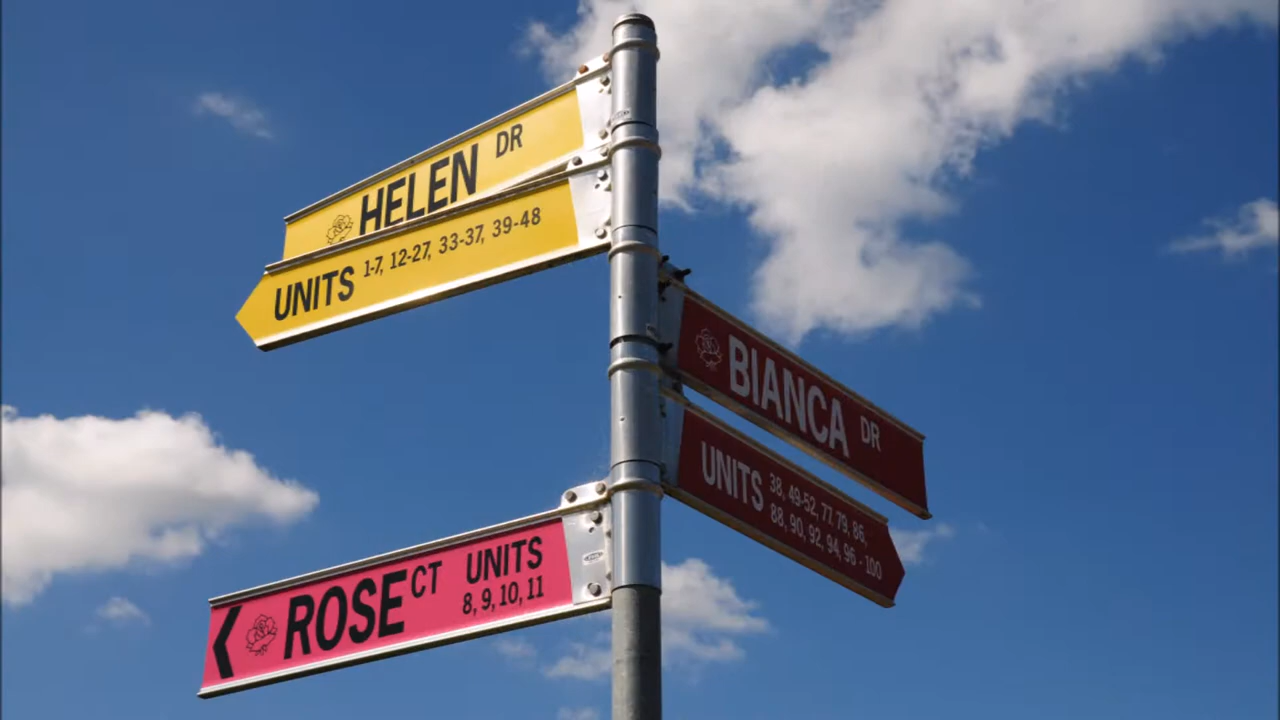 HELEN DR
UNITS 1-7, 12-27, 33-37, 39-48
BIANCA DR
UNITS 38, 49-52, 77, 79, 86,
88, 90, 92, 94, 96 - 100
ROSE CT UNITS
8, 9, 10, 11